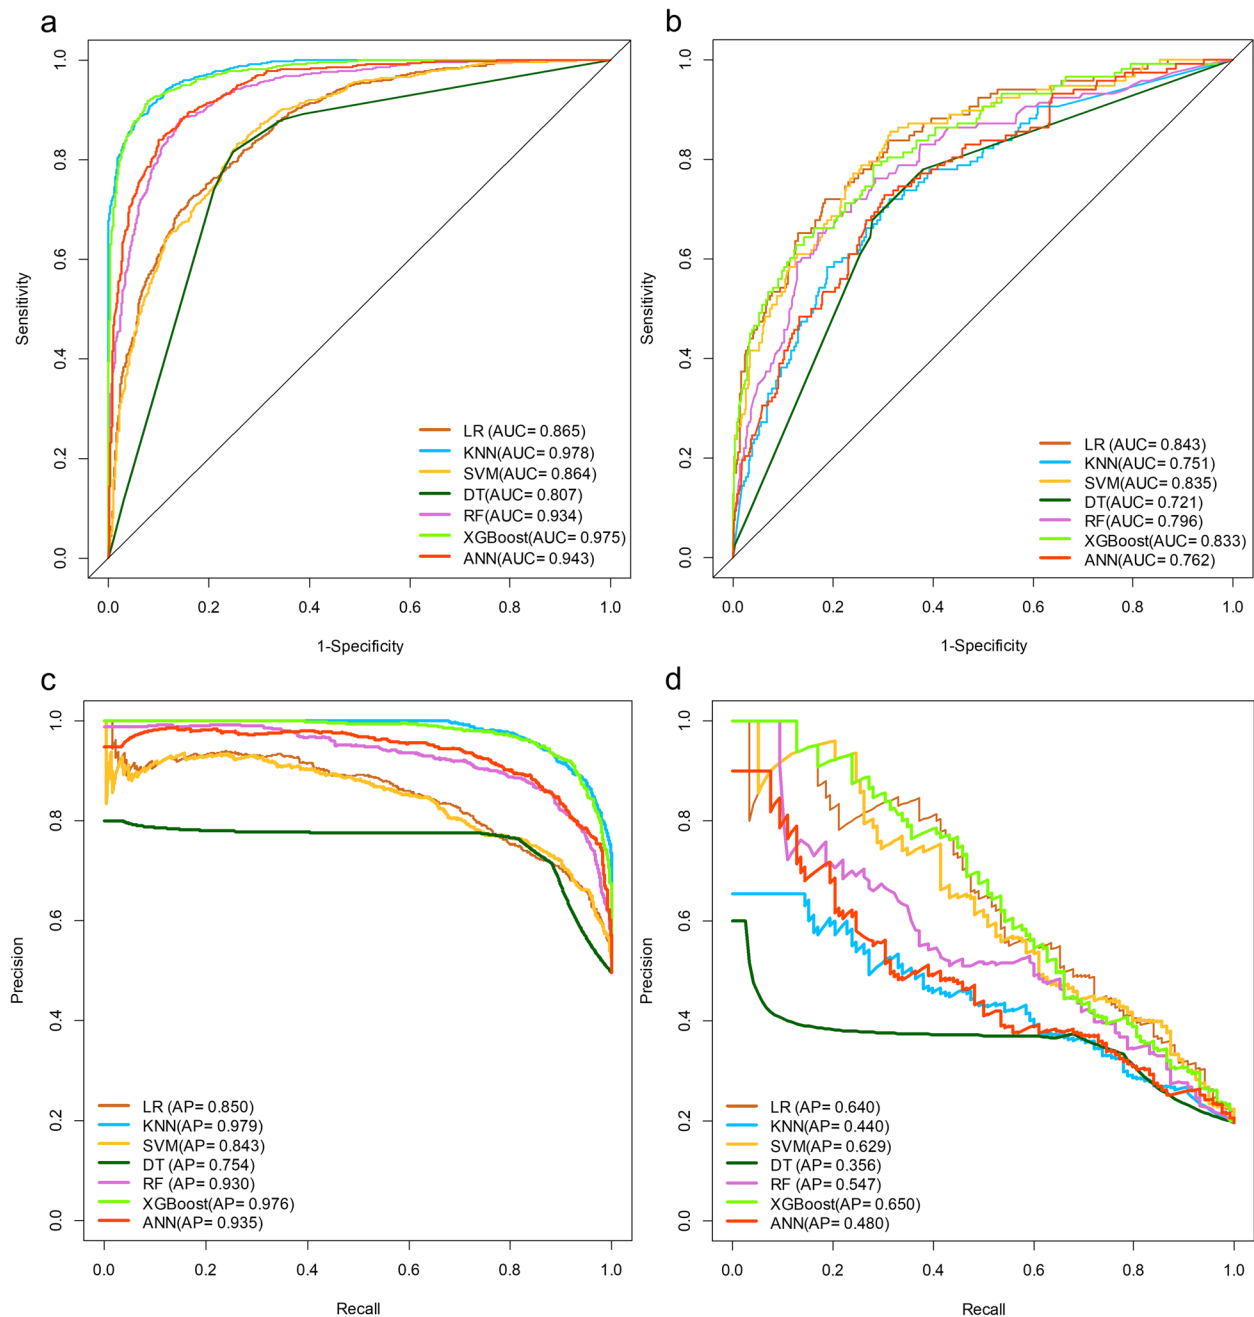 a
1.0
0.8
0.6
0.4
0.2
0.0
Sensitivity
LR (AUC= 0.865)
KNN(AUC= 0.978)
SVM(AUC= 0.864)
DT(AUC= 0.807)
RF(AUC= 0.934)
XGBoost(AUC= 0.975)
ANN(AUC= 0.943)
0.0 0.2 0.4 0.6 0.8 1.0
1-Specificity
b
1.0
0.8
0.6
0.4
0.2
0.0
Sensitivity
LR (AUC= 0.843)
KNN(AUC= 0.751)
SVM(AUC= 0.835)
DT(AUC= 0.721)
RF(AUC= 0.796)
XGBoost(AUC= 0.833)
ANN(AUC= 0.762)
0.0 0.2 0.4 0.6 0.8 1.0
1-Specificity
c
1.0
0.8
0.6
0.4
0.2
0.0
Precision
LR (AP= 0.850)
KNN(AP= 0.979)
SVM(AP= 0.843)
DT (AP= 0.754)
RF (AP= 0.930)
XGBoost(AP= 0.976)
ANN(AP= 0.935)
0.0 0.2 0.4 0.6 0.8 1.0
Recall
d
1.0
0.8
0.6
0.4
0.2
0.0
Precision
LR (AP= 0.640)
KNN(AP= 0.440)
SVM(AP= 0.629)
DT (AP= 0.356)
RF (AP= 0.547)
XGBoost(AP= 0.650)
ANN(AP= 0.480)
0.0 0.2 0.4 0.6 0.8 1.0
Recall